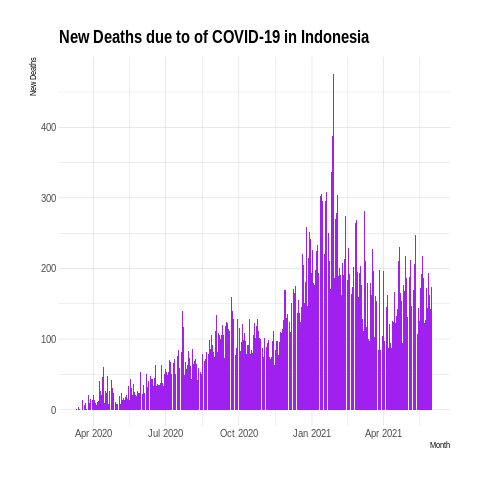 New Deaths due to of COVID-19 in Indonesia
New Deaths
400
300
200
100
0
Apr 2020 Jul 2020 Oct 2020 Jan 2021 Apr 2021
Month